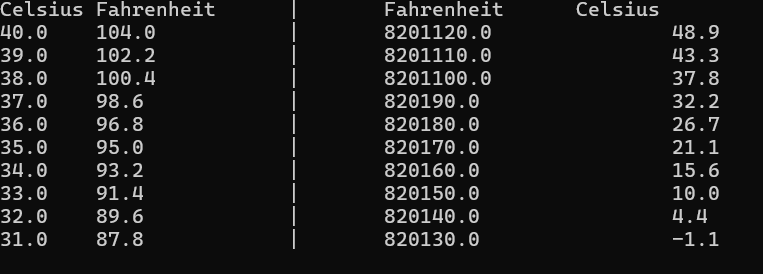 Celsius Fahrenheit | Fahrenheit Celsius
40.0 104.0 | 8201120.0 48.9
39.0 102.2 | 8201110.0 43.3
38.0 100.4 | 8201100.0 37.8
37.0 98.6 | 820190.0 32.2
36.0 96.8 | 820180.0 26.7
35.0 95.0 | 820170.0 21.1
34.0 93.2 | 820160.0 15.6
33.0 91.4 | 820150.0 10.0
32.0 89.6 | 820140.0 4.4
31.0 87.8 | 820130.0 -1.1